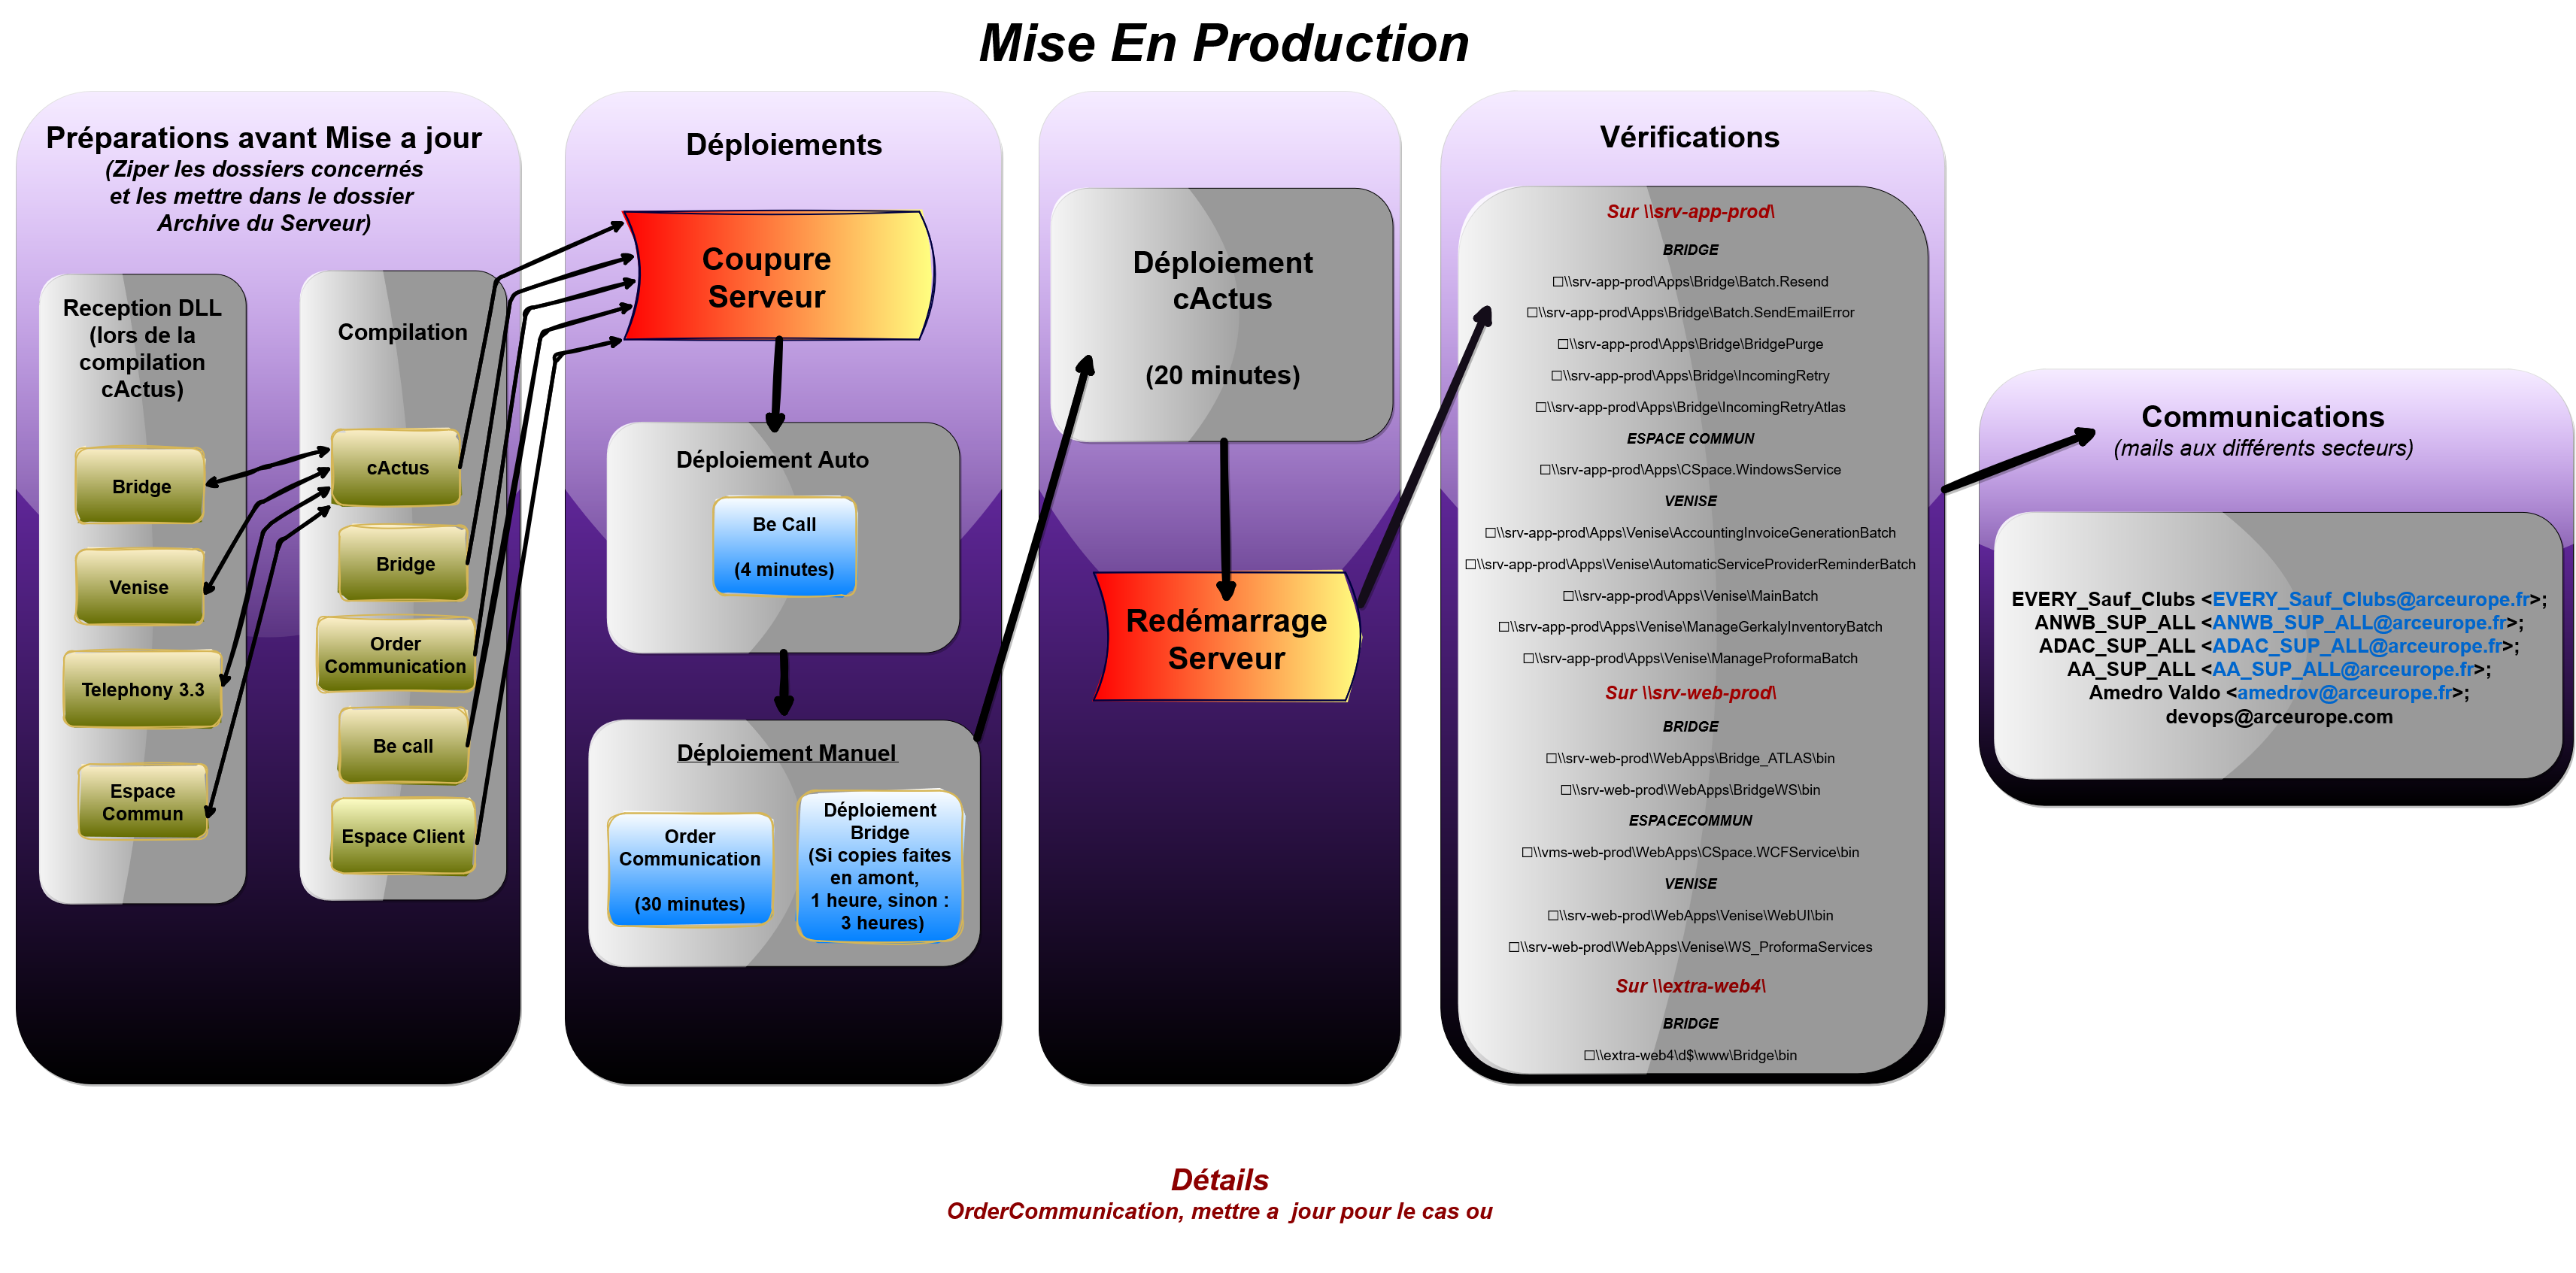 Mise En Production
Préparations avant Mise a jour
(Ziper les dossiers concernés
et les mettre dans le dossier
Archive du Serveur)
Reception DLL
(lors de la
compilation
cActus)
Bridge
Venise
Telephony 3.3
Espace
Commun
Compilation
cActus
Bridge
Order
Communication
Be call
Espace Client
Déploiements
Coupure
Serveur
Déploiement Auto
Be Call
(4 minutes)
Déploiement Manuel
Order
Communication
(30 minutes)
Déploiement
Bridge
(Si copies faites
en amont,
1 heure, sinon :
3 heures)
Déploiement
cActus
(20 minutes)
Redémarrage
Serveur
Vérifications
Sur \\srv-app-prod\
BRIDGE
☐\\srv-app-prod\Apps\Bridge\Batch.Resend
☐\\srv-app-prod\Apps\Bridge\Batch.SendEmailError
☐\\srv-app-prod\Apps\Bridge\BridgePurge
☐\\srv-app-prod\Apps\Bridge\IncomingRetry
☐\\srv-app-prod\Apps\Bridge\IncomingRetryAtlas
ESPACE COMMUN
☐\\srv-app-prod\Apps\CSpace.WindowsService
VENISE
☐\\srv-app-prod\Apps\Venise\AccountingInvoiceGenerationBatch
☐\\srv-app-prod\Apps\Venise\AutomaticServiceProviderReminderBatch
☐\\srv-app-prod\Apps\Venise\MainBatch
☐\\srv-app-prod\Apps\Venise\ManageGerkalyInventoryBatch
☐\\srv-app-prod\Apps\Venise\ManageProformaBatch
Sur \\srv-web-prod\
BRIDGE
☐\\srv-web-prod\WebApps\Bridge_ATLAS\bin
☐\\srv-web-prod\WebApps\BridgeWS\bin
ESPACECOMMUN
☐\\vms-web-prod\WebApps\CSpace.WCFService\bin
VENISE
☐\\srv-web-prod\WebApps\Venise\WebUI\bin
☐\\srv-web-prod\WebApps\Venise\WS_ProformaServices
Sur \\extra-web4\
BRIDGE
☐\\extra-web4\d$\www\Bridge\bin
Communications
(mails aux différents secteurs)
EVERY_Sauf_Clubs <EVERY_Sauf_Clubs@arceurope.fr>;
ANWB_SUP_ALL <ANWB_SUP_ALL@arceurope.fr>;
ADAC_SUP_ALL <ADAC_SUP_ALL@arceurope.fr>;
AA_SUP_ALL <AA_SUP_ALL@arceurope.fr>;
Amedro Valdo <amedrov@arceurope.fr>;
devops@arceurope.com
Détails
OrderCommunication, mettre a  jour pour le cas ou